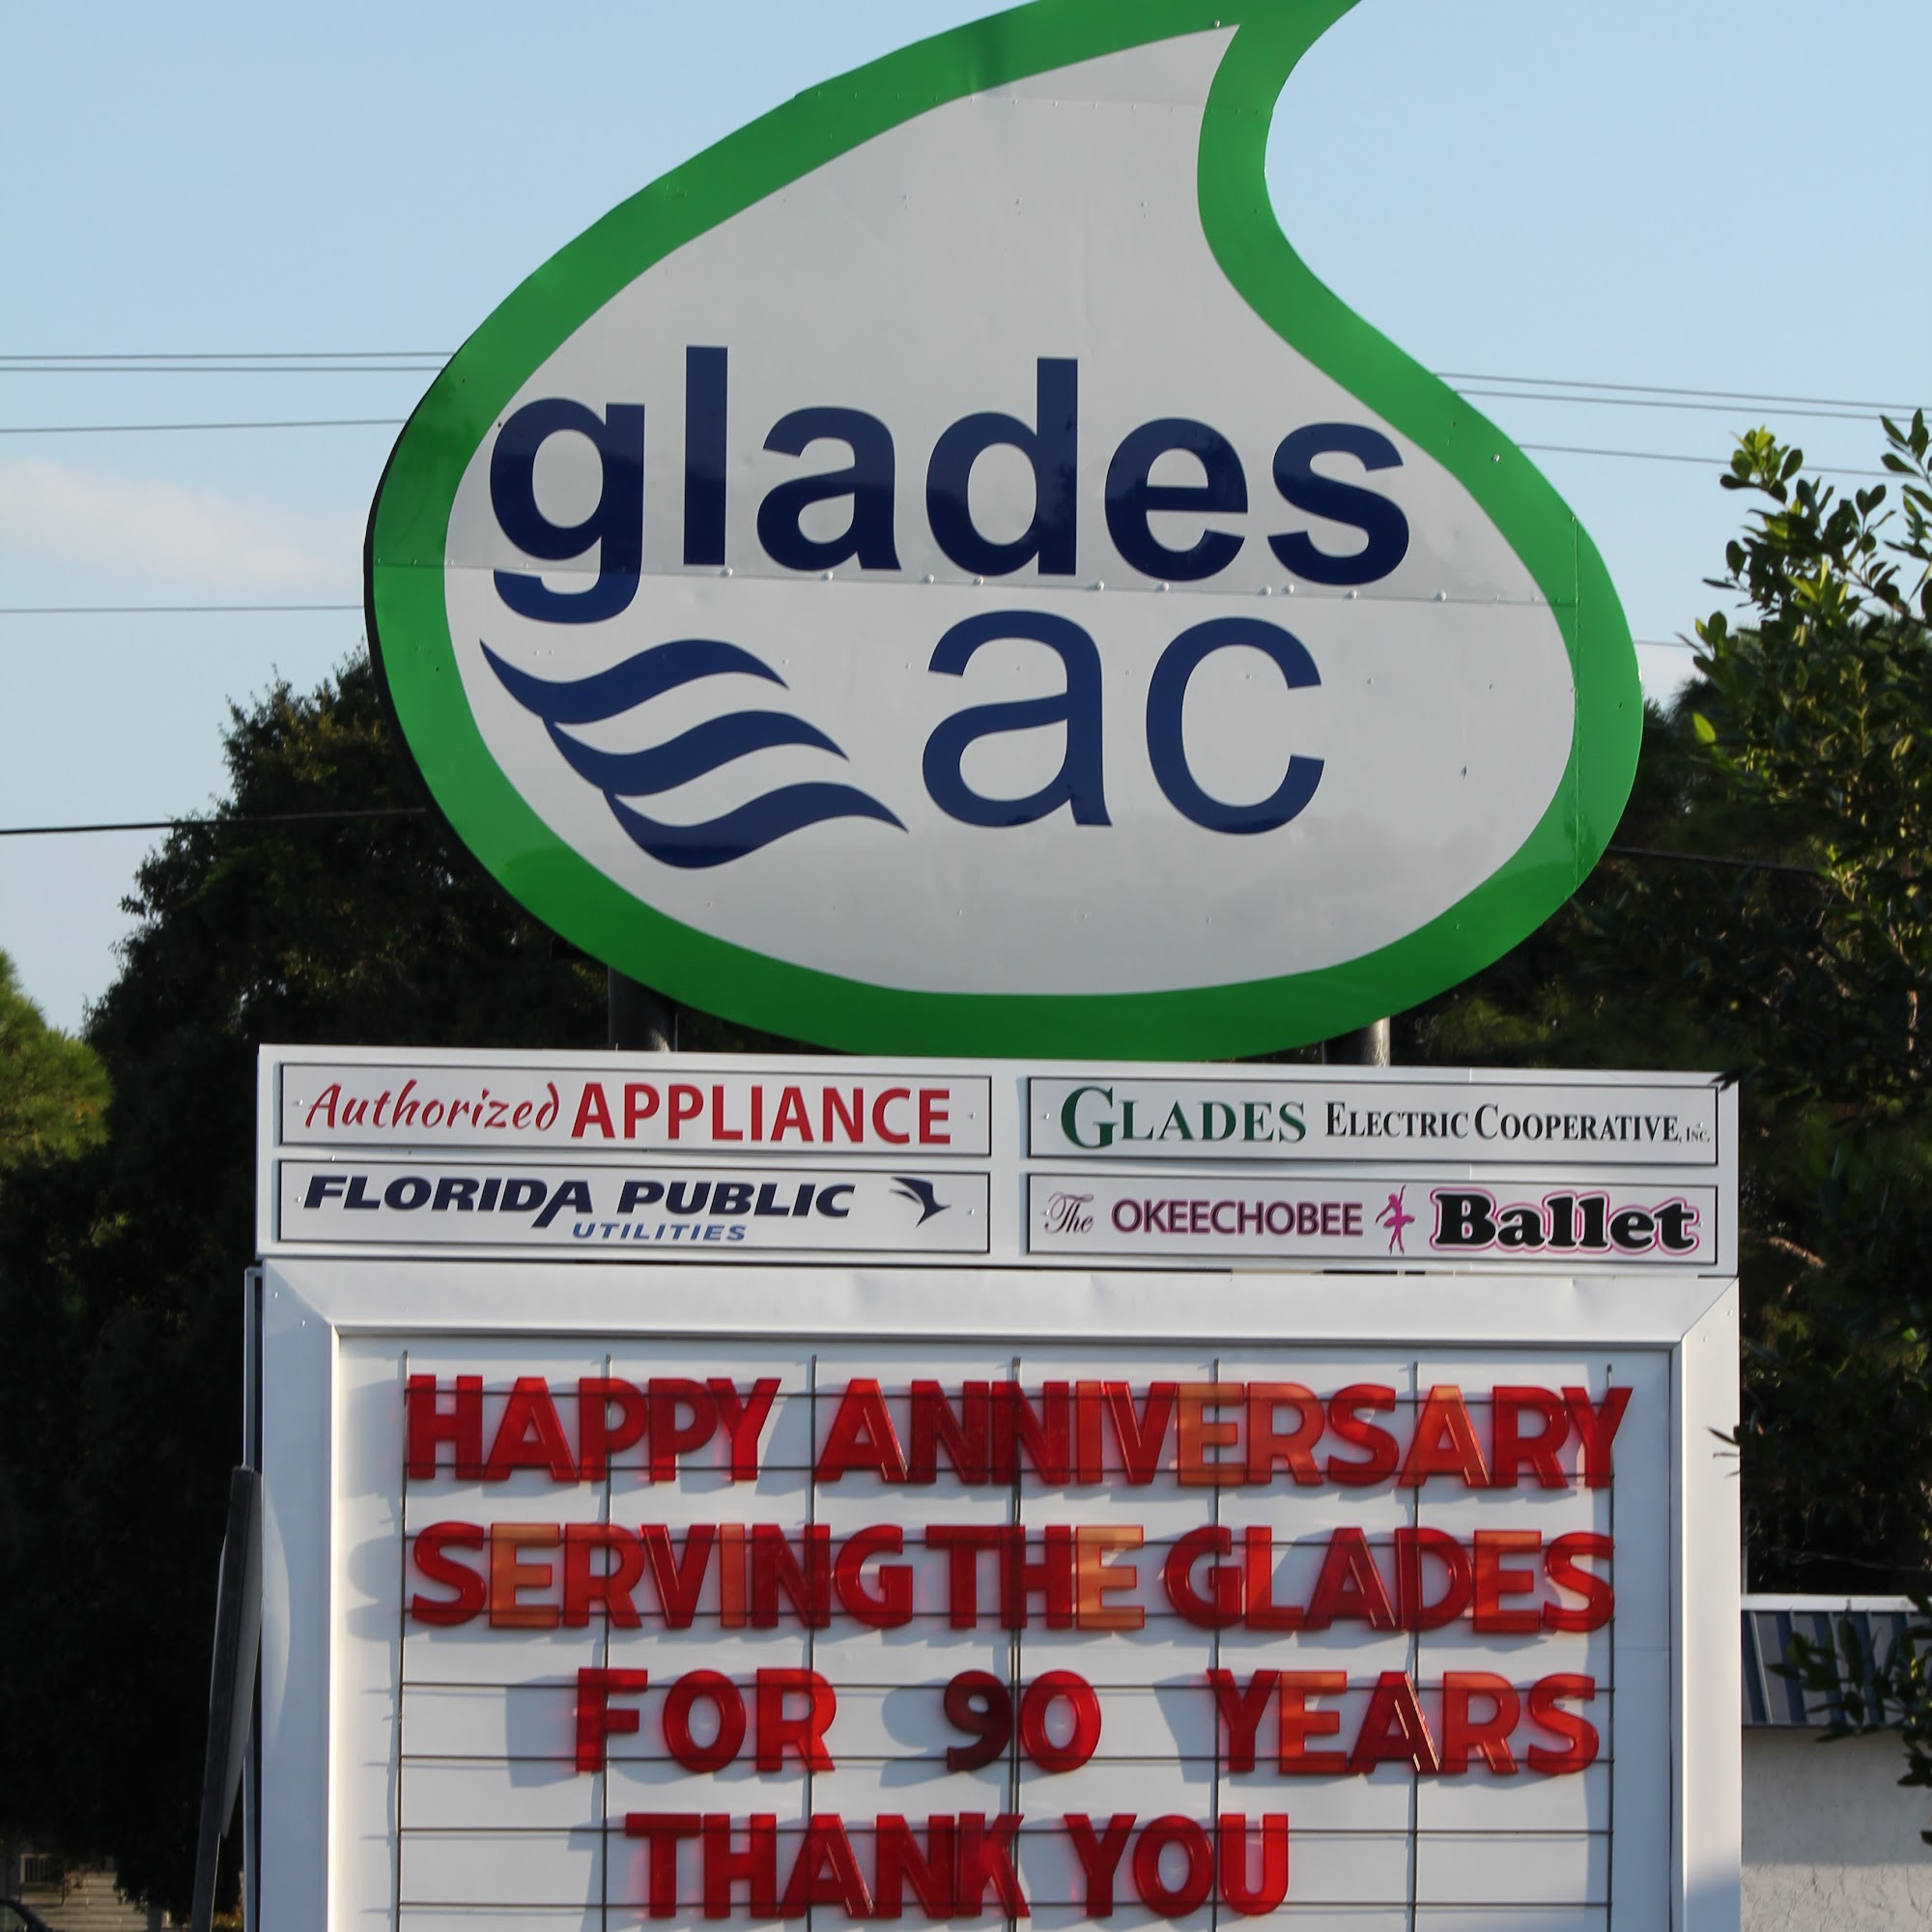 glades
ac
Authorized APPLIANCE
GLADES ELECTRIC COOPERATIVE, INC.
FLORIDA PUBLIC
UTILITIES
The OKEECHOBEE Ballet
HAPPY ANNIVERSARY
SERVING THE GLADES
FOR 90 YEARS
THANK YOU